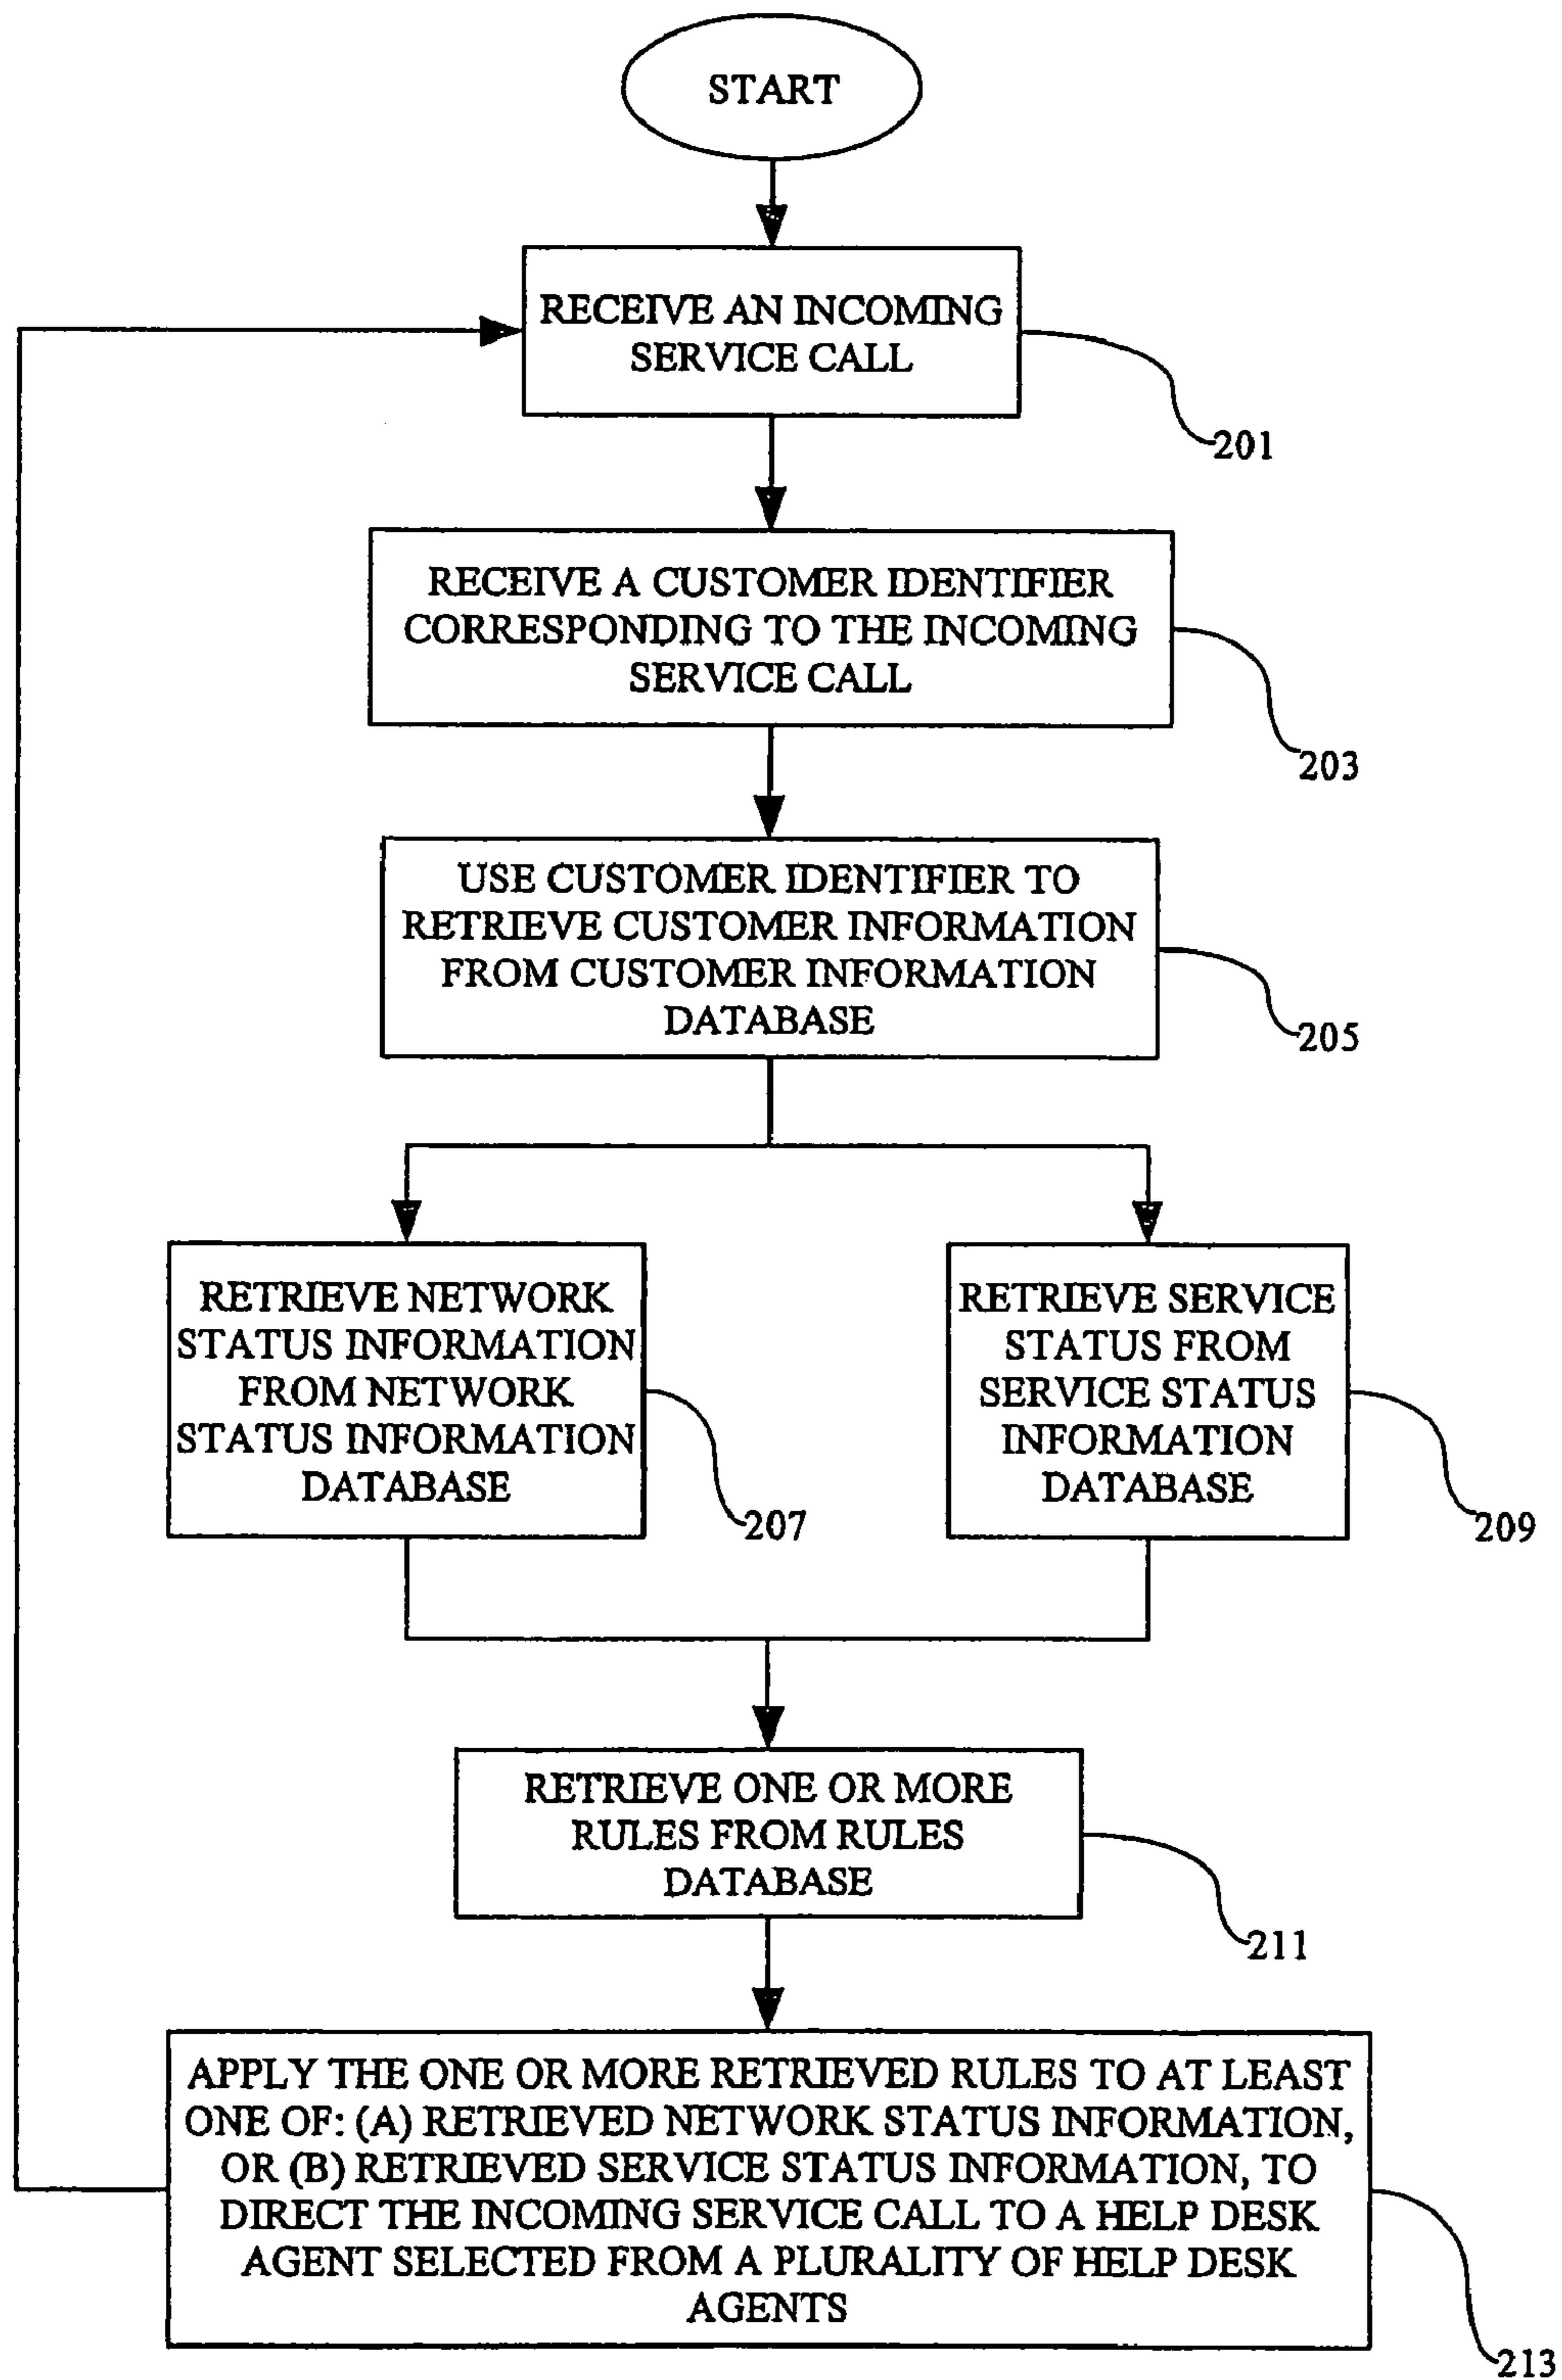 START
RECEIVE AN INCOMING
SERVICE CALL
201
RECEIVE A CUSTOMER IDENTIFIER
CORRESPONDING TO THE INCOMING
SERVICE CALL
203
USE CUSTOMER IDENTIFIER TO
RETRIEVE CUSTOMER INFORMATION
FROM CUSTOMER INFORMATION
DATABASE
205
RETRIEVE NETWORK
STATUS INFORMATION
FROM NETWORK
STATUS INFORMATION
DATABASE
207
RETRIEVE SERVICE
STATUS FROM
SERVICE STATUS
INFORMATION
DATABASE
209
RETRIEVE ONE OR MORE
RULES FROM RULES
DATABASE
211
APPLY THE ONE OR MORE RETRIEVED RULES TO AT LEAST
ONE OF: (A) RETRIEVED NETWORK STATUS INFORMATION,
OR (B) RETRIEVED SERVICE STATUS INFORMATION, TO
DIRECT THE INCOMING SERVICE CALL TO A HELP DESK
AGENT SELECTED FROM A PLURALITY OF HELP DESK
AGENTS
213